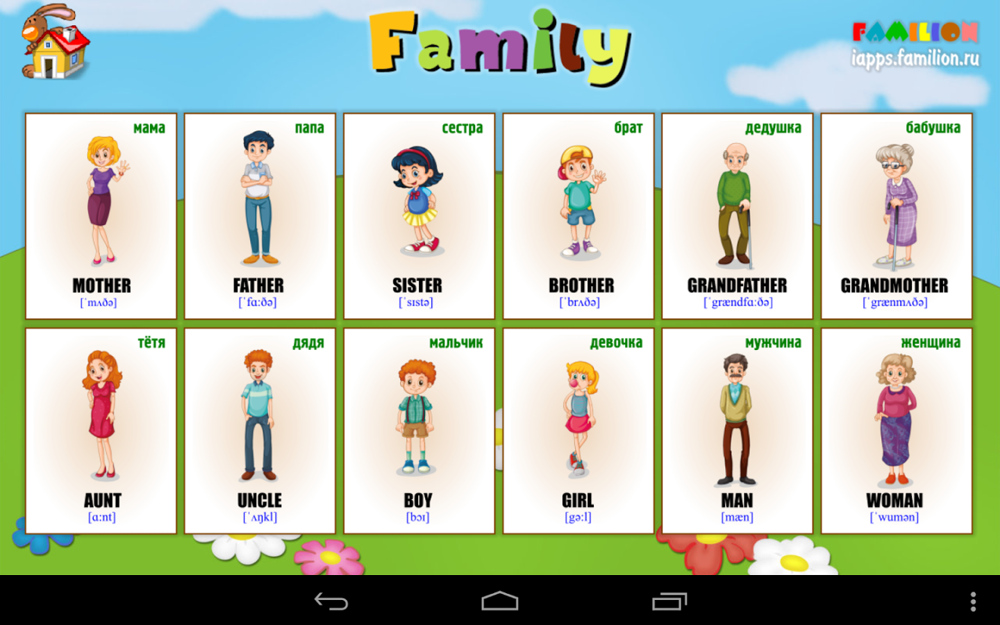 Family
FAMILION
iapps.familion.ru
мама
MOTHER
[ˈmʌðə]
папа
FATHER
[ˈfɑ:ðə]
сестра
SISTER
[ˈsɪstə]
брат
BROTHER
[ˈbrʌðə]
дедушка
GRANDFATHER
[ˈgrændfɑ:ðə]
бабушка
GRANDMOTHER
[ˈgrænmʌðə]
тётя
AUNT
[ɑ:nt]
дядя
UNCLE
[ˈʌŋkl]
мальчик
BOY
[bɔɪ]
девочка
GIRL
[gə:l]
мужчина
MAN
[mæn]
женщина
WOMAN
[ˈwumən]